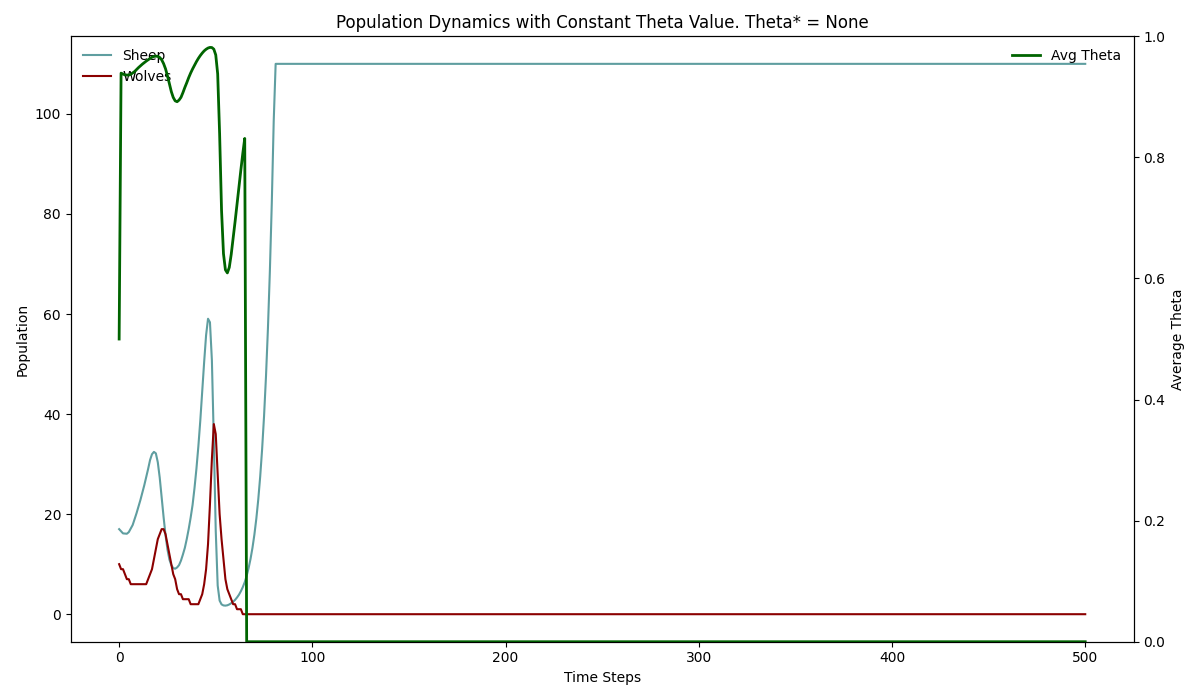 Population Dynamics with Constant Theta Value. Theta* = None
Sheep
Wolves
Avg Theta
Population
100
80
60
40
20
0
1.0
0.8
0.6
0.4
0.2
0.0
Average Theta
0 100 200 300 400 500
Time Steps